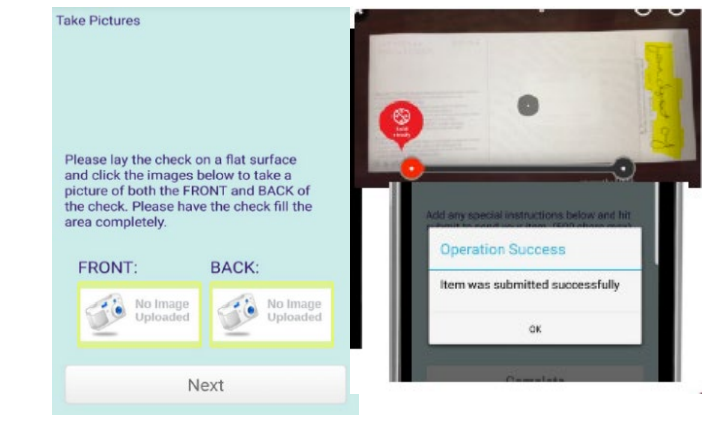 Take Pictures
Please lay the check on a flat surface
and click the images below to take a
picture of both the FRONT and BACK of
the check. Please have the check fill the
area completely.
FRONT:
BACK:
No Image
Uploaded
No Image
Uploaded
Next
Hold
steady
Add any special instructions below and hit
Operation Success
Item was submitted successfully
OK
Complete